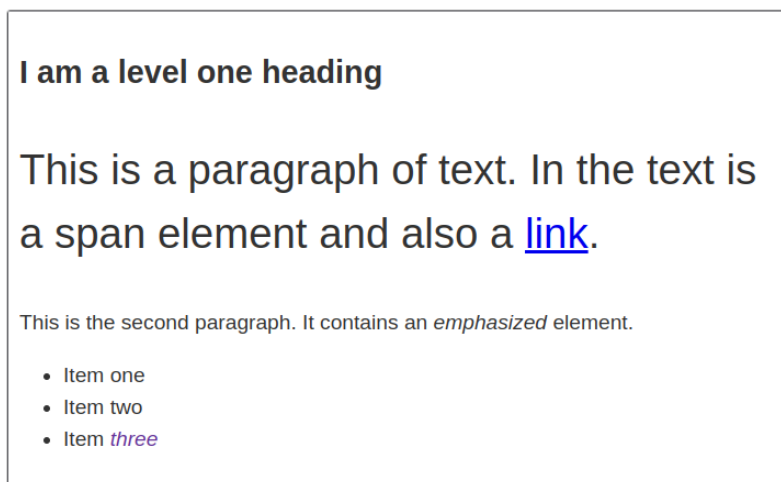 I am a level one heading
This is a paragraph of text. In the text is
a span element and also a link.
This is the second paragraph. It contains an emphasized element.
Item one
Item two
Item three